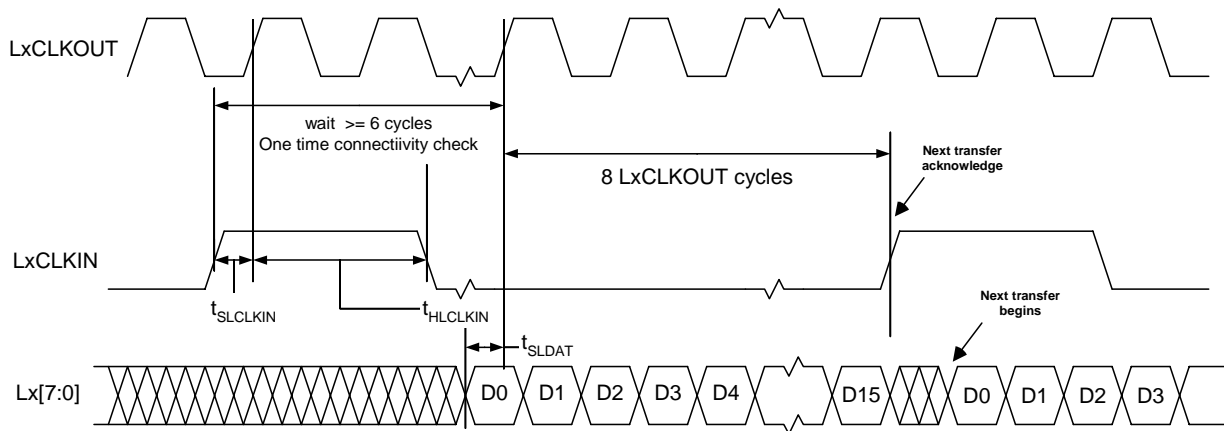 LxCLKOUT
wait >= 6 cycles
One time connectiivity check
8 LxCLKOUT cycles
Next transfer
acknowledge
LxCLKIN
tSLCLKIN
tHLCLKIN
Next transfer
begins
tSLDAT
Lx[7:0]
D0 D1 D2 D3 D4 D15 D0 D1 D2 D3